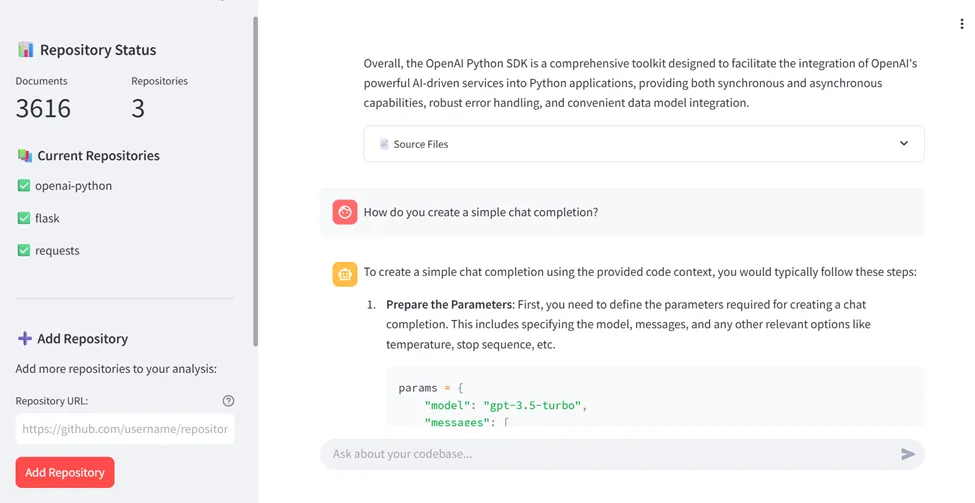 Repository Status
Documents
Repositories
3616
3
Current Repositories
openai-python
flask
requests
Add Repository
Add more repositories to your analysis:
Repository URL:
https://github.com/username/repositor
Add Repository
Overall, the OpenAI Python SDK is a comprehensive toolkit designed to facilitate the integration of OpenAI's
powerful AI-driven services into Python applications, providing both synchronous and asynchronous
capabilities, robust error handling, and convenient data model integration.
Source Files
How do you create a simple chat completion?
To create a simple chat completion using the provided code context, you would typically follow these steps:
1. Prepare the Parameters: First, you need to define the parameters required for creating a chat
completion. This includes specifying the model, messages, and any other relevant options like
temperature, stop sequence, etc.
params = {
"model": "gpt-3.5-turbo",
"messages": [
Ask about your codebase...